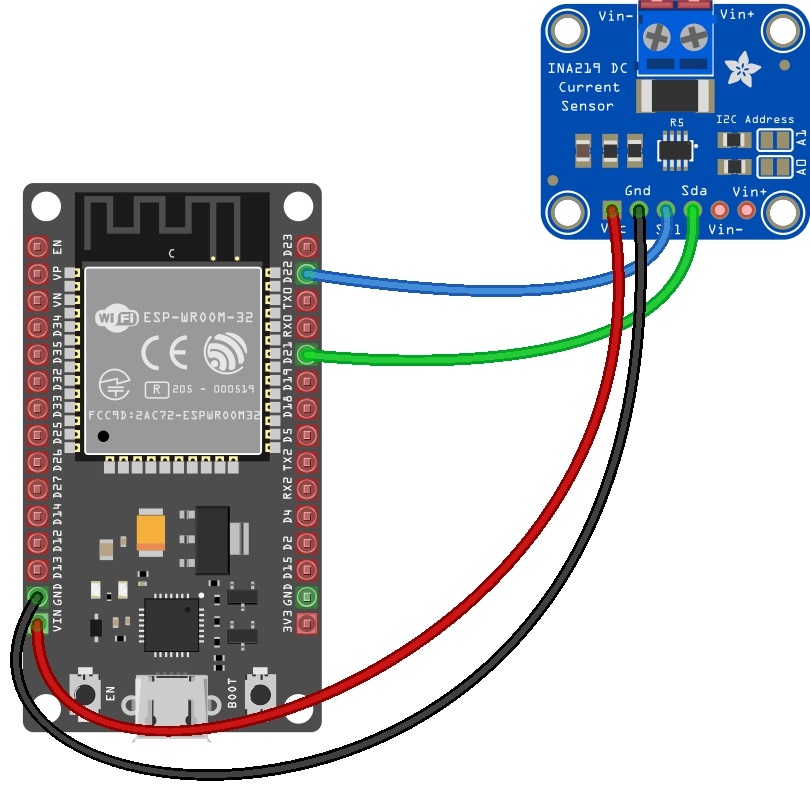 Vin-
Vin+
INA219 DC
Current
Sensor
R5
I2C Address
A1
A0
Gnd
Sda
Vin+
Vin-
C
EN
VP
VN
D34
D35
D32
D33
D25
D26
D27
D14
D12
D13
GND
VIN
D23
D22
TX0
RX0
D21
D19
D18
D5
TX2
RX2
D4
D2
D15
GND
3V3
WiFi ESP-WROOM-32
CE
R 205 - 000519
FCC9D:2AC72-ESPWROOM32
EN
BOOT